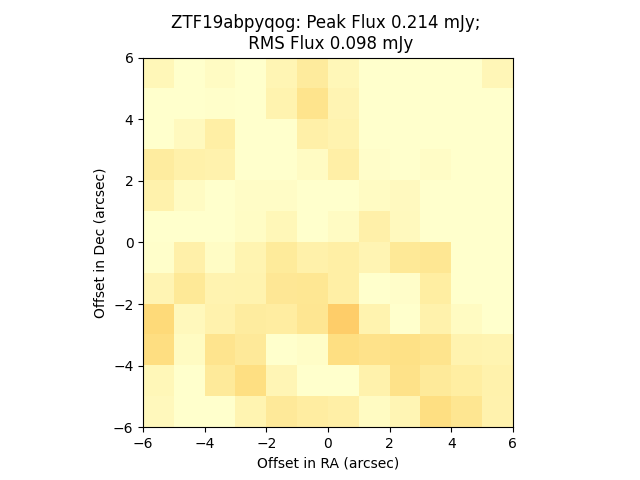 ZTF19abpyqog: Peak Flux 0.214 mJy;
RMS Flux 0.098 mJy
6
4
2
0
−2
−4
−6
Offset in Dec (arcsec)
−6 −4 −2 0 2 4 6
Offset in RA (arcsec)